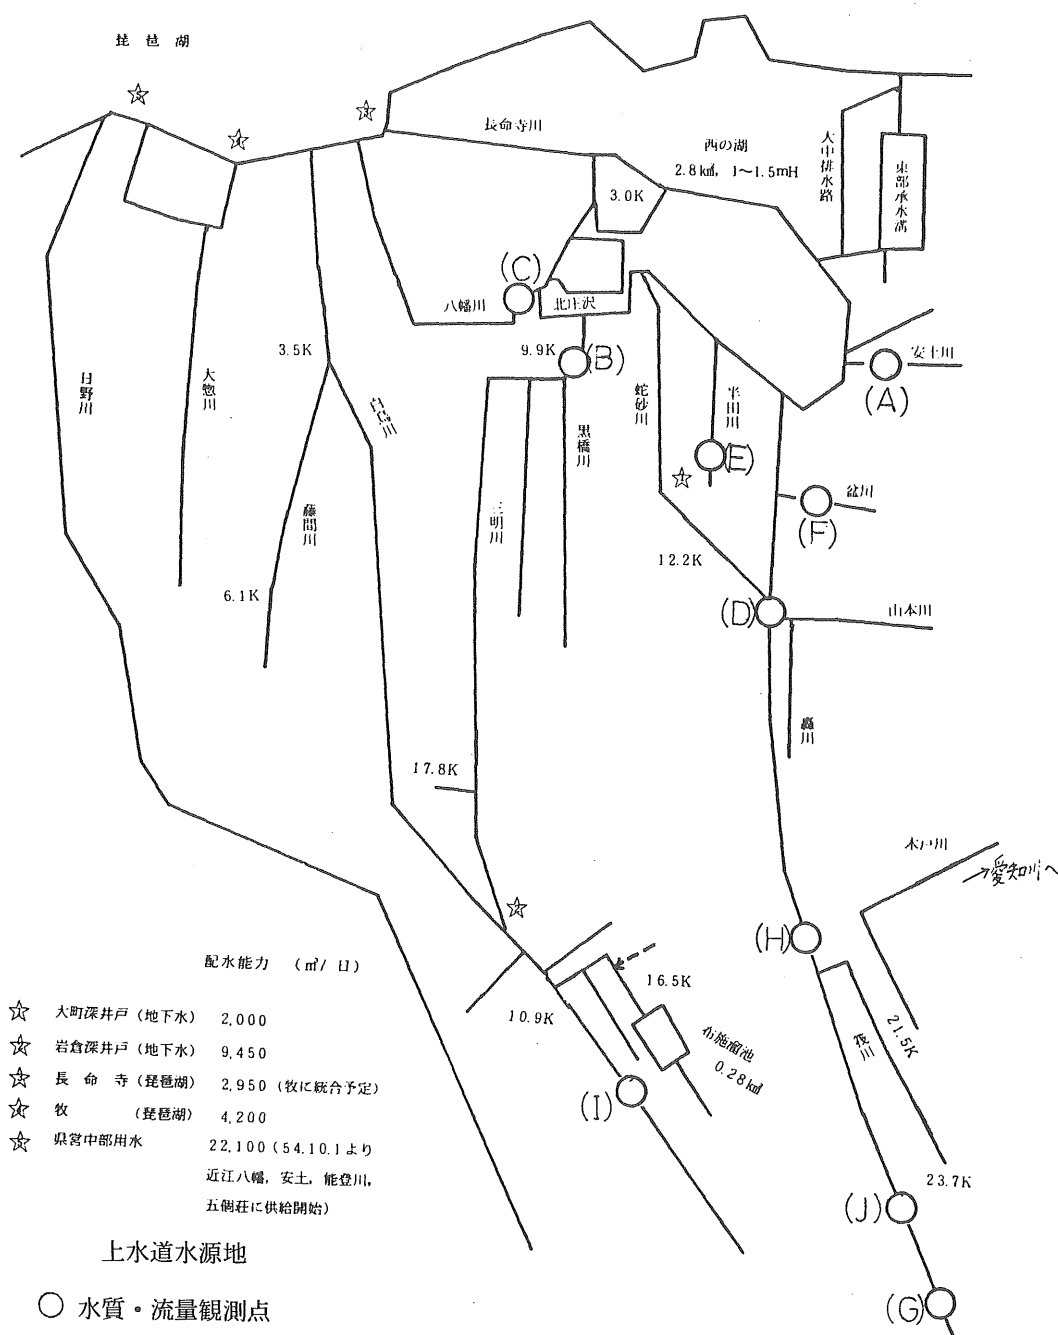 琵琶湖
長命寺川
西の湖
2.8㎢, 1～1.5mH
大中排水路
東部承水溝
3.0K
(C)
八幡川
北庄沢
3.5K
9.9K
(B)
安土川
(A)
日野川
大惣川
白鳥川
黒橋川
蛇砂川
半田川
(E)
盆川
(F)
藤間川
三明川
12.2K
6.1K
(D)
山本川
轟川
17.8K
木戸川
→愛知川へ
(H)
16.5K
10.9K
布施溜池
0.28㎢
筏川
21.5K
(I)
23.7K
(J)
(G)
配水能力 (㎥/日)
大町深井戸(地下水) 2,000
岩倉深井戸(地下水) 9,450
長命寺(琵琶湖) 2,950(牧に統合予定)
牧 (琵琶湖) 4,200
県営中部用水 22,100(54.10.1より
近江八幡, 安土, 能登川,
五個荘に供給開始)
上水道水源地
○ 水質・流量観測点